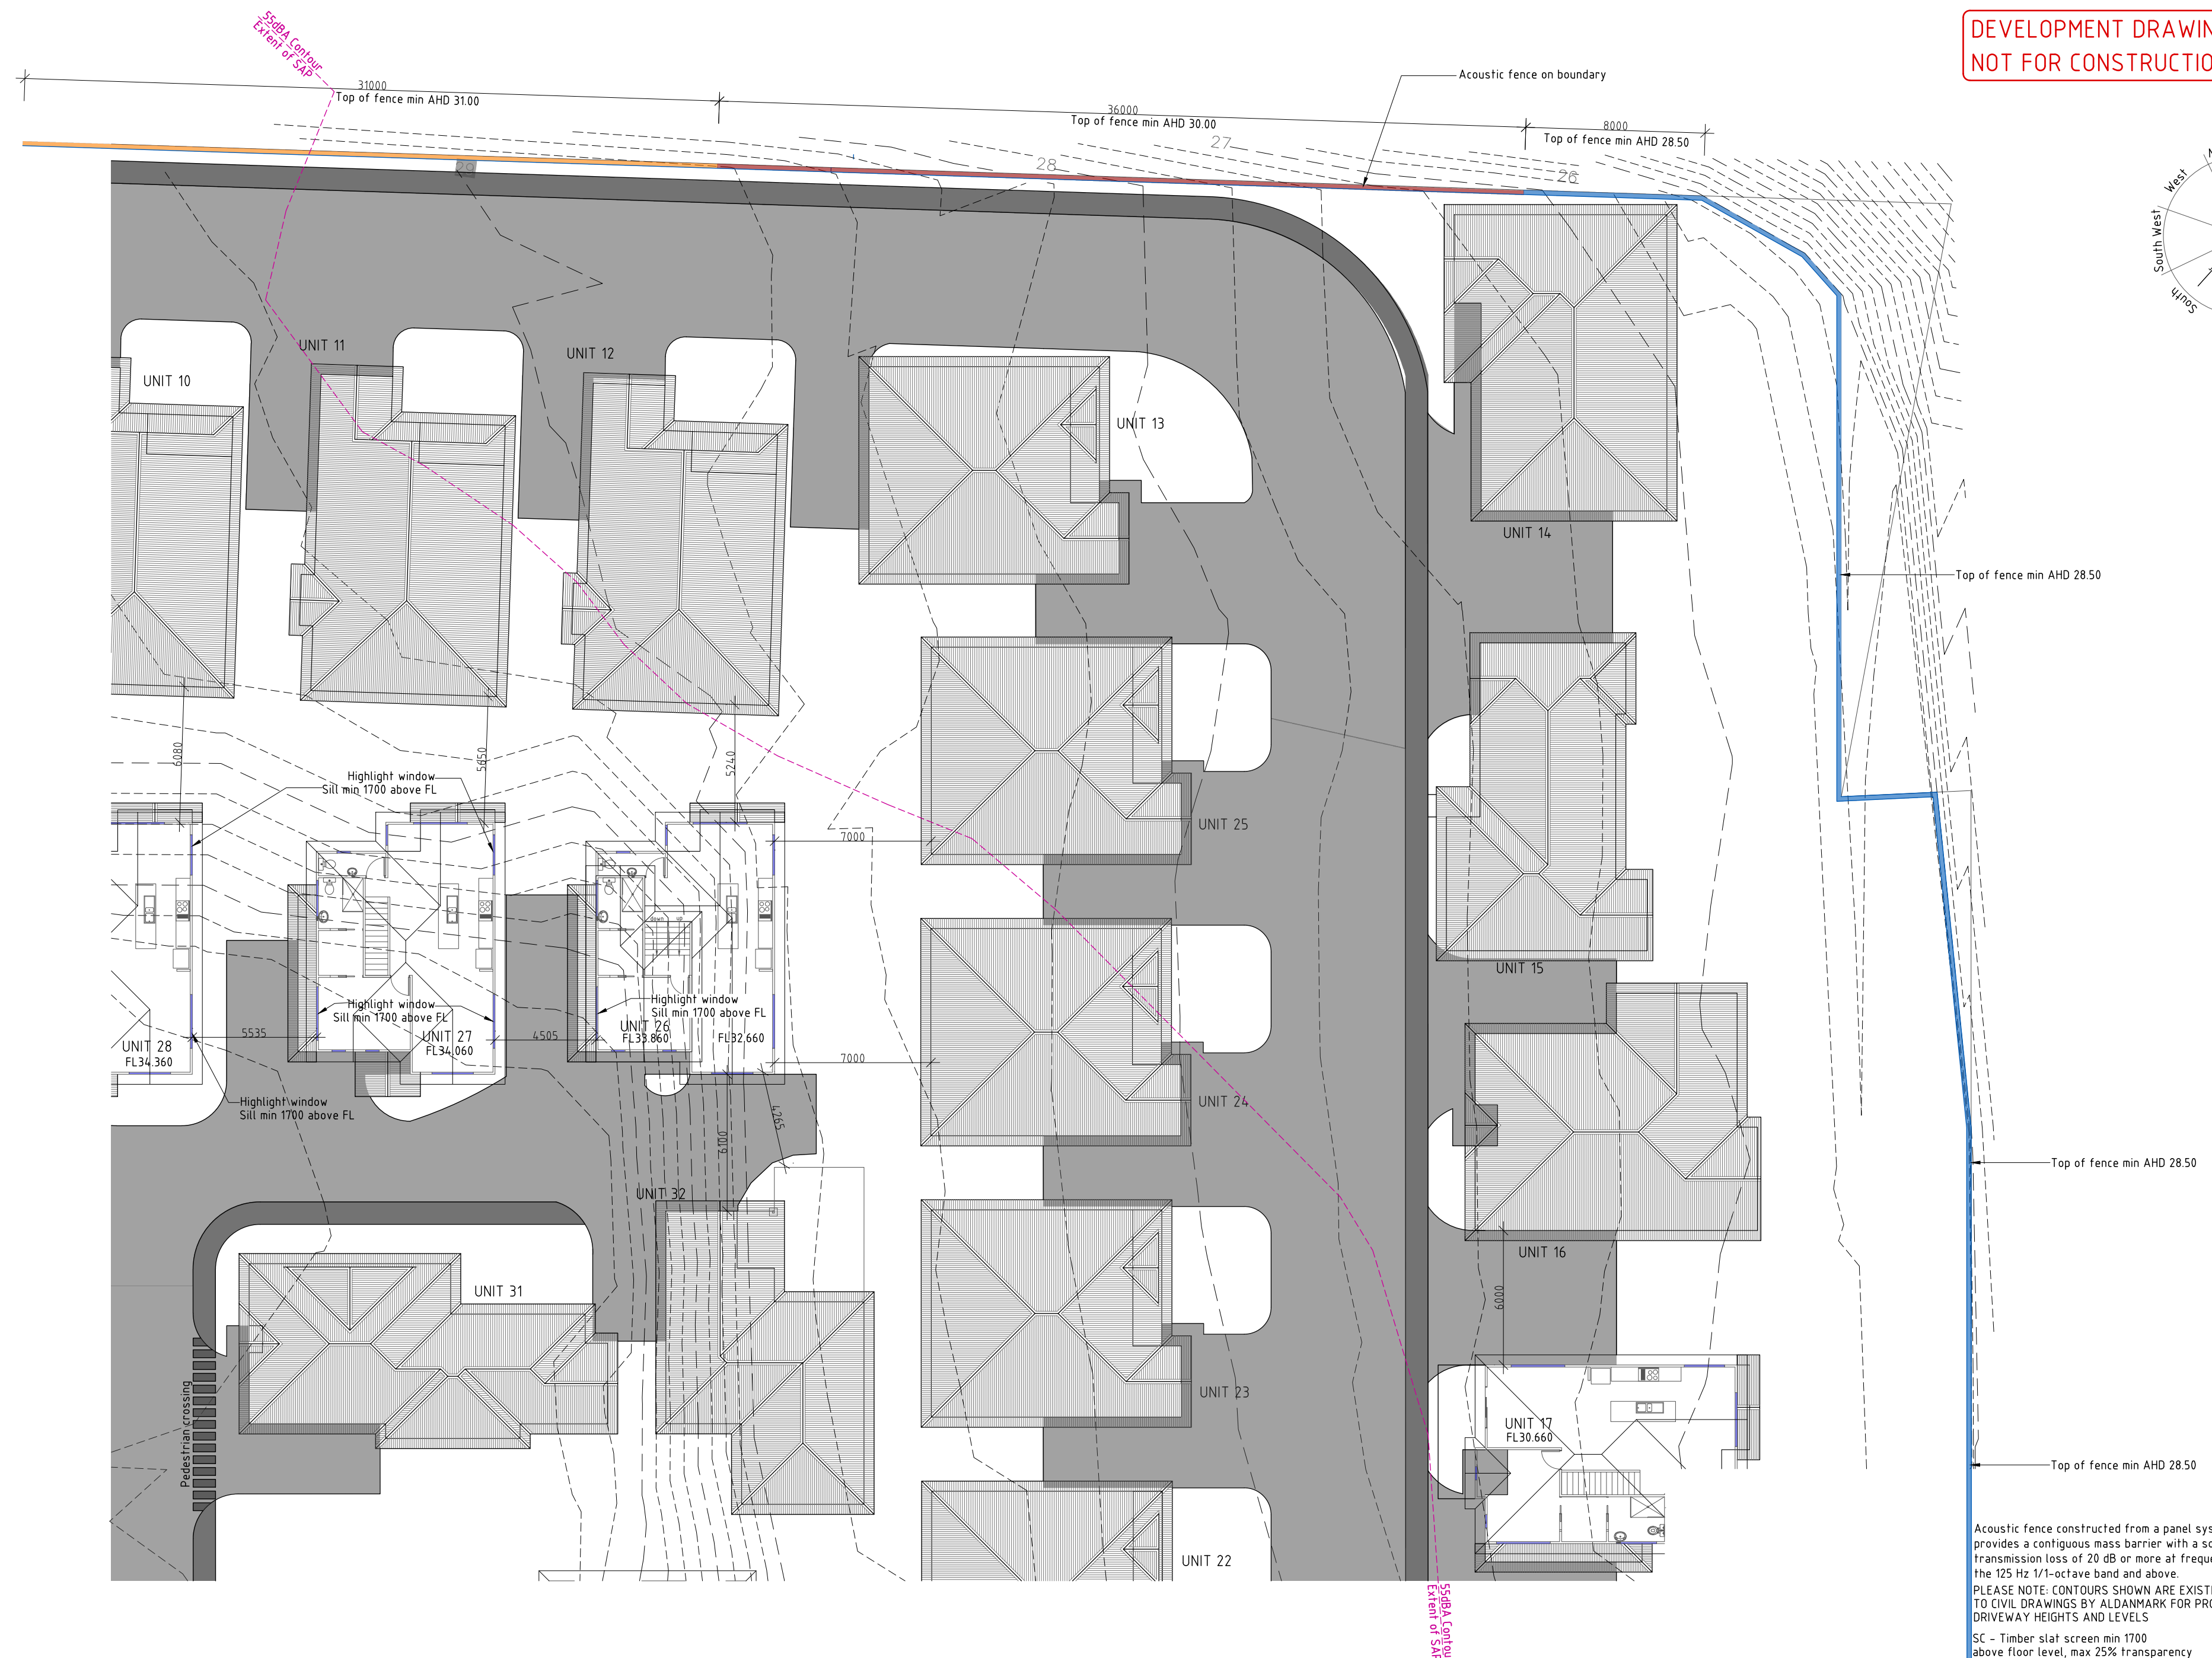 DEVELOPMENT DRAWIN
NOT FOR CONSTRUCTIO
55dBA Contour
Extent of SAP
31000
Top of fence min AHD 31.00
36000
Top of fence min AHD 30.00
8000
Top of fence min AHD 28.50
Acoustic fence on boundary
29
28
27
26
West
South West
South
UNIT 10
UNIT 11
UNIT 12
UNIT 13
UNIT 14
Top of fence min AHD 28.50
6080
5650
5240
Highlight window
Sill min 1700 above FL
7000
UNIT 25
UNIT 15
down
up
Highlight window
Sill min 1700 above FL
Highlight window
Sill min 1700 above FL
5535
4505
UNIT 28
FL34.360
UNIT 27
FL34.060
UNIT 26
FL33.860
FL32.660
7000
Highlight window
Sill min 1700 above FL
6100
4265
UNIT 24
Top of fence min AHD 28.50
UNIT 32
UNIT 16
6000
UNIT 31
UNIT 23
Pedestrian crossing
UNIT 17
FL30.660
Top of fence min AHD 28.50
UNIT 22
55dBA Contou
Extent of SAP
Acoustic fence constructed from a panel sys
provides a contiguous mass barrier with a so
transmission loss of 20 dB or more at freque
the 125 Hz 1/1-octave band and above.
PLEASE NOTE: CONTOURS SHOWN ARE EXISTI
TO CIVIL DRAWINGS BY ALDANMARK FOR PRO
DRIVEWAY HEIGHTS AND LEVELS
SC - Timber slat screen min 1700
above floor level, max 25% transparency